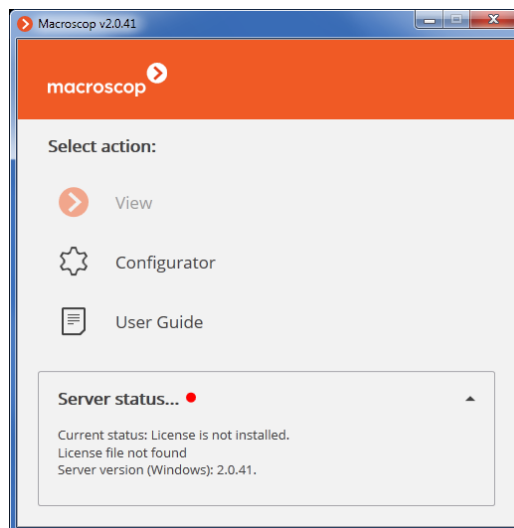 Macroscop v2.0.41
macroscop
Select action:
View
Configurator
User Guide
Server status...
Current status: License is not installed.
License file not found
Server version (Windows): 2.0.41.